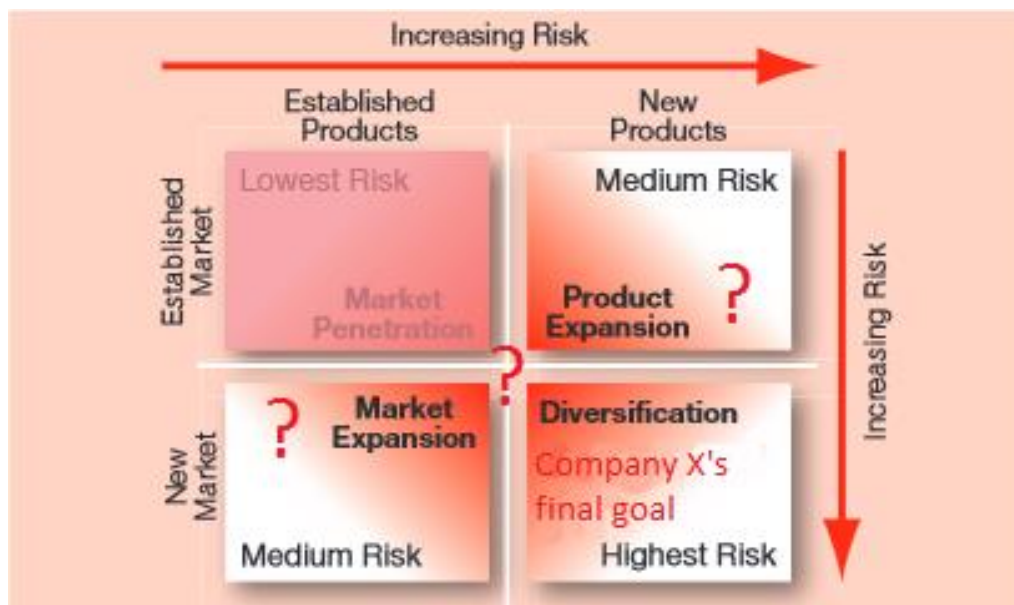 Increasing Risk
Established
Products
New
Products
Established
Market
Lowest Risk
Market
Penetration
Medium Risk
Product
Expansion
?
Increasing Risk
?
New
Market
?
Market
Expansion
Medium Risk
Diversification
Company X's
final goal
Highest Risk